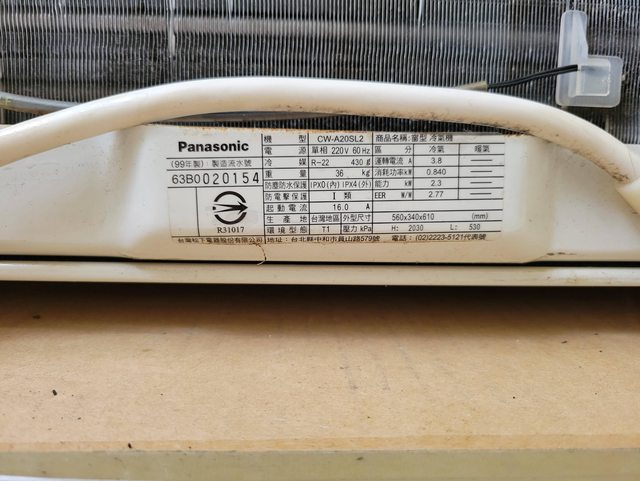 Panasonic
(99年製) 製造流水號
63B0020154
R31017
機 型 CW-A20SL2 商品名稱:窗型 冷氣機
電 源 單相 220V 60Hz 區 分 冷氣 暖氣
冷 媒 R-22 430g 運轉電流 A 3.8
重 量 36 kg 消耗功率kW 0.840
防塵防水保護 IPX0(內) IPX4(外) 能力 kW 2.3
防電擊保護 I 類 EER W/W 2.77
起動電流 16.0 A
生 產 地 台灣地區 外型尺寸 560x340x610 (mm)
環境型態 T1 壓力 kPa H: 2030 L: 530
台灣松下電器股份有限公司 地址: 台北縣中和市員山路579號 電話: (02)2223-5121代表號